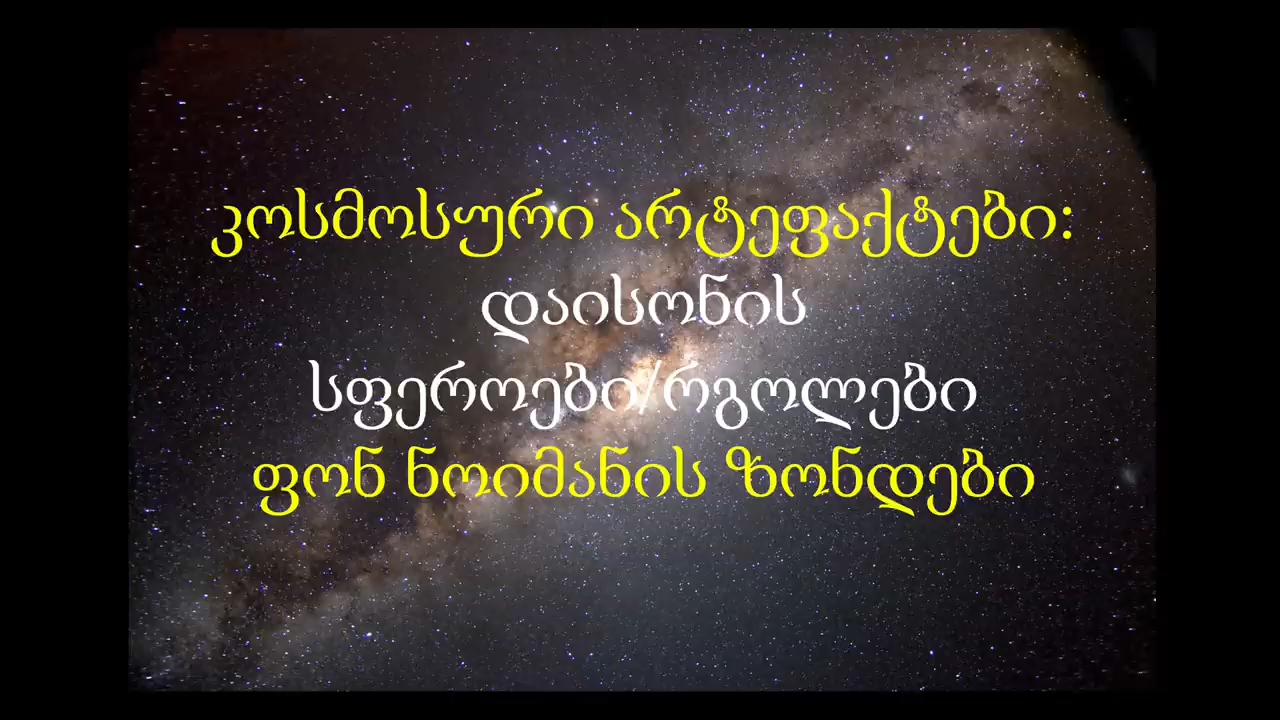 კოსმოსური არტეფაქტები:
დაისონის
სფეროები/რგოლები
ფონ ნოიმანის ზონდები